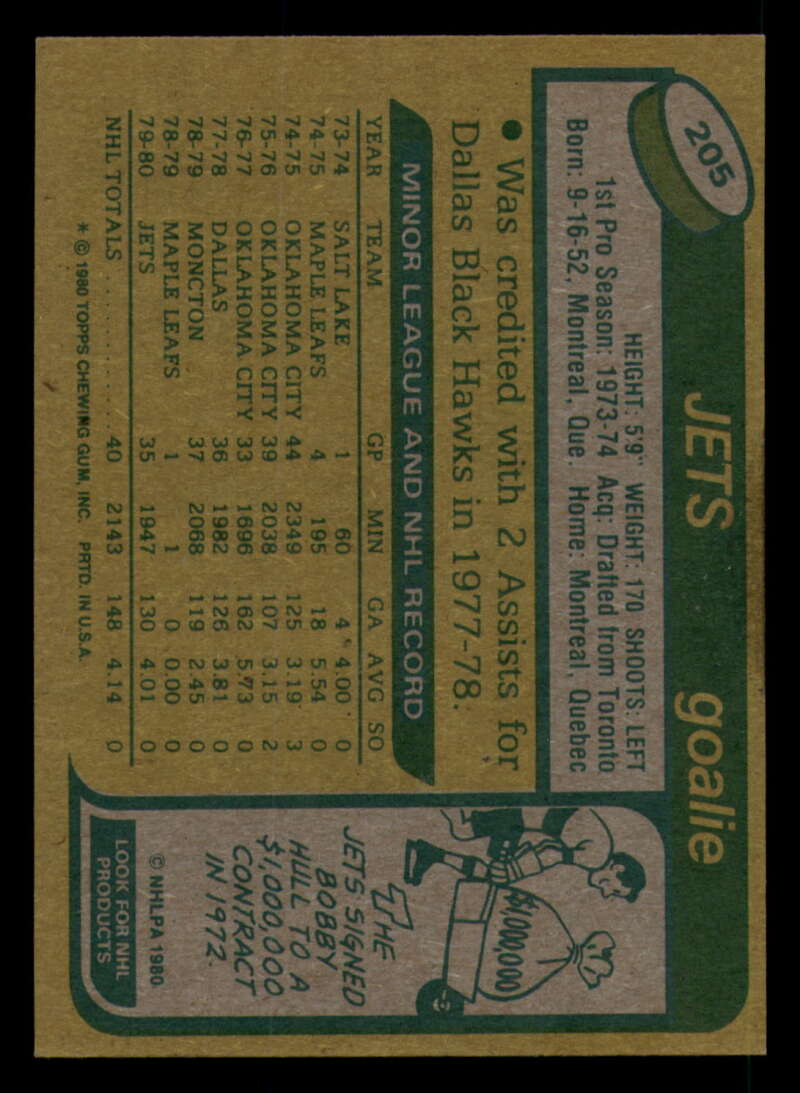 205
JETS goalie
HEIGHT: 5'9" WEIGHT: 170 SHOOTS: LEFT
1st Pro Season: 1973-74 Acq: Drafted from Toronto
Born: 9-16-52, Montreal, Que. Home: Montreal, Quebec
● Was credited with 2 Assists for
Dallas Black Hawks in 1977-78.
MINOR LEAGUE AND NHL RECORD
YEAR TEAM GP MIN GA AVG SO
73-74 SALT LAKE 1 60 4 4.00 0
74-75 MAPLE LEAFS 4 195 18 5.54 0
74-75 OKLAHOMA CITY 44 2349 125 3.19 3
75-76 OKLAHOMA CITY 39 2038 107 3.15 2
76-77 OKLAHOMA CITY 33 1696 162 5.73 0
77-78 DALLAS 36 1982 126 3.81 0
78-79 MONCTON 37 2068 119 2.45 0
78-79 MAPLE LEAFS 1 1 0 0.00 0
79-80 JETS 35 1947 130 4.01 0
NHL TOTALS .......... 40 2143 148 4.14 0
* © 1980 TOPPS CHEWING GUM, INC. PRTD. IN U.S.A.
$1,000,000
THE
JETS SIGNED
BOBBY
HULL TO A
$1,000,000
CONTRACT
IN 1972.
© NHLPA 1980
LOOK FOR NHL
PRODUCTS